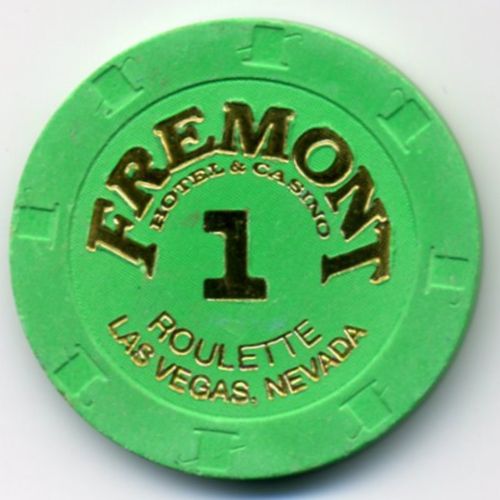 FREMONT
HOTEL & CASINO
1
ROULETTE
LAS VEGAS, NEVADA